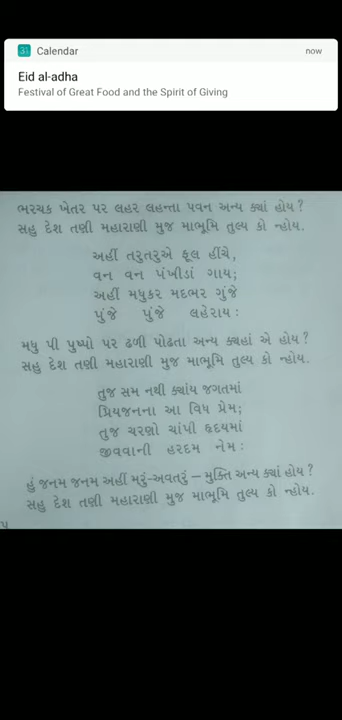 31 Calendar
now
Eid al-adha
Festival of Great Food and the Spirit of Giving
ભરચક ખેતર પર લહર લહન્તા પવન અન્ય ક્યાં હોય?
સહુ દેશ તણી મહારાણી મુજ માભૂમિ તુલ્ય કો ન્હોય.
અહીં તરુતરુએ ફૂલ હીંચે,
વન વન પંખીડાં ગાય;
અહીં મધુકર મદભર ગુંજે
પુંજે પુંજે લહેરાય:
મધુ પી પુષ્પો પર ઢળી પોઢતા અન્ય ક્યહાં એ હોય?
સહુ દેશ તણી મહારાણી મુજ માભૂમિ તુલ્ય કો ન્હોય.
તુજ સમ નથી ક્યાંય જગતમાં
પ્રિયજનના આ વિધ પ્રેમ;
તુજ ચરણો ચાંપી હૃદયમાં
જીવવાની હરદમ નેમ:
હું જનમ જનમ અહીં મરું-અવતરું – મુક્તિ અન્ય ક્યાં હોય?
સહુ દેશ તણી મહારાણી મુજ માભૂમિ તુલ્ય કો ન્હોય.
૫